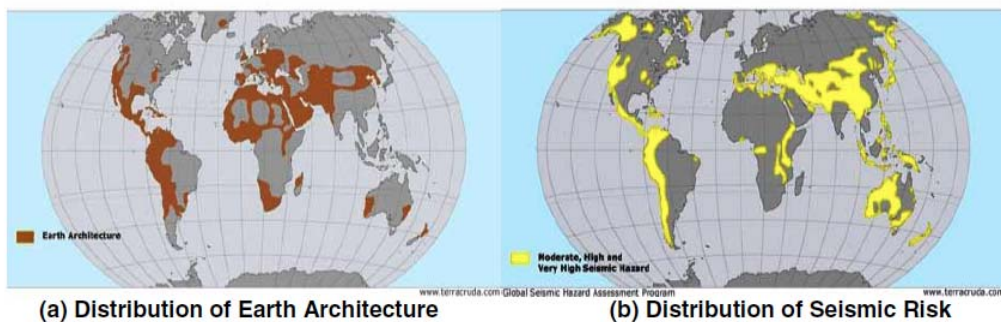 Earth Architecture
Moderate, High and
Very High Seismic Hazard
www.terracruda.com Global Seismic Hazard Assessment Program
www.terracruda.com
(a) Distribution of Earth Architecture
(b) Distribution of Seismic Risk